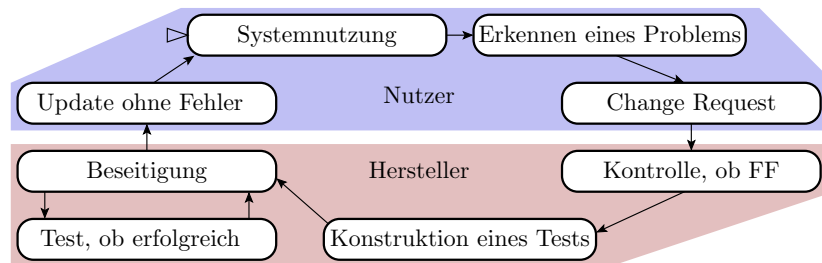 Systemnutzung
Erkennen eines Problems
Update ohne Fehler
Nutzer
Change Request
Beseitigung
Hersteller
Kontrolle, ob FF
Test, ob erfolgreich
Konstruktion eines Tests